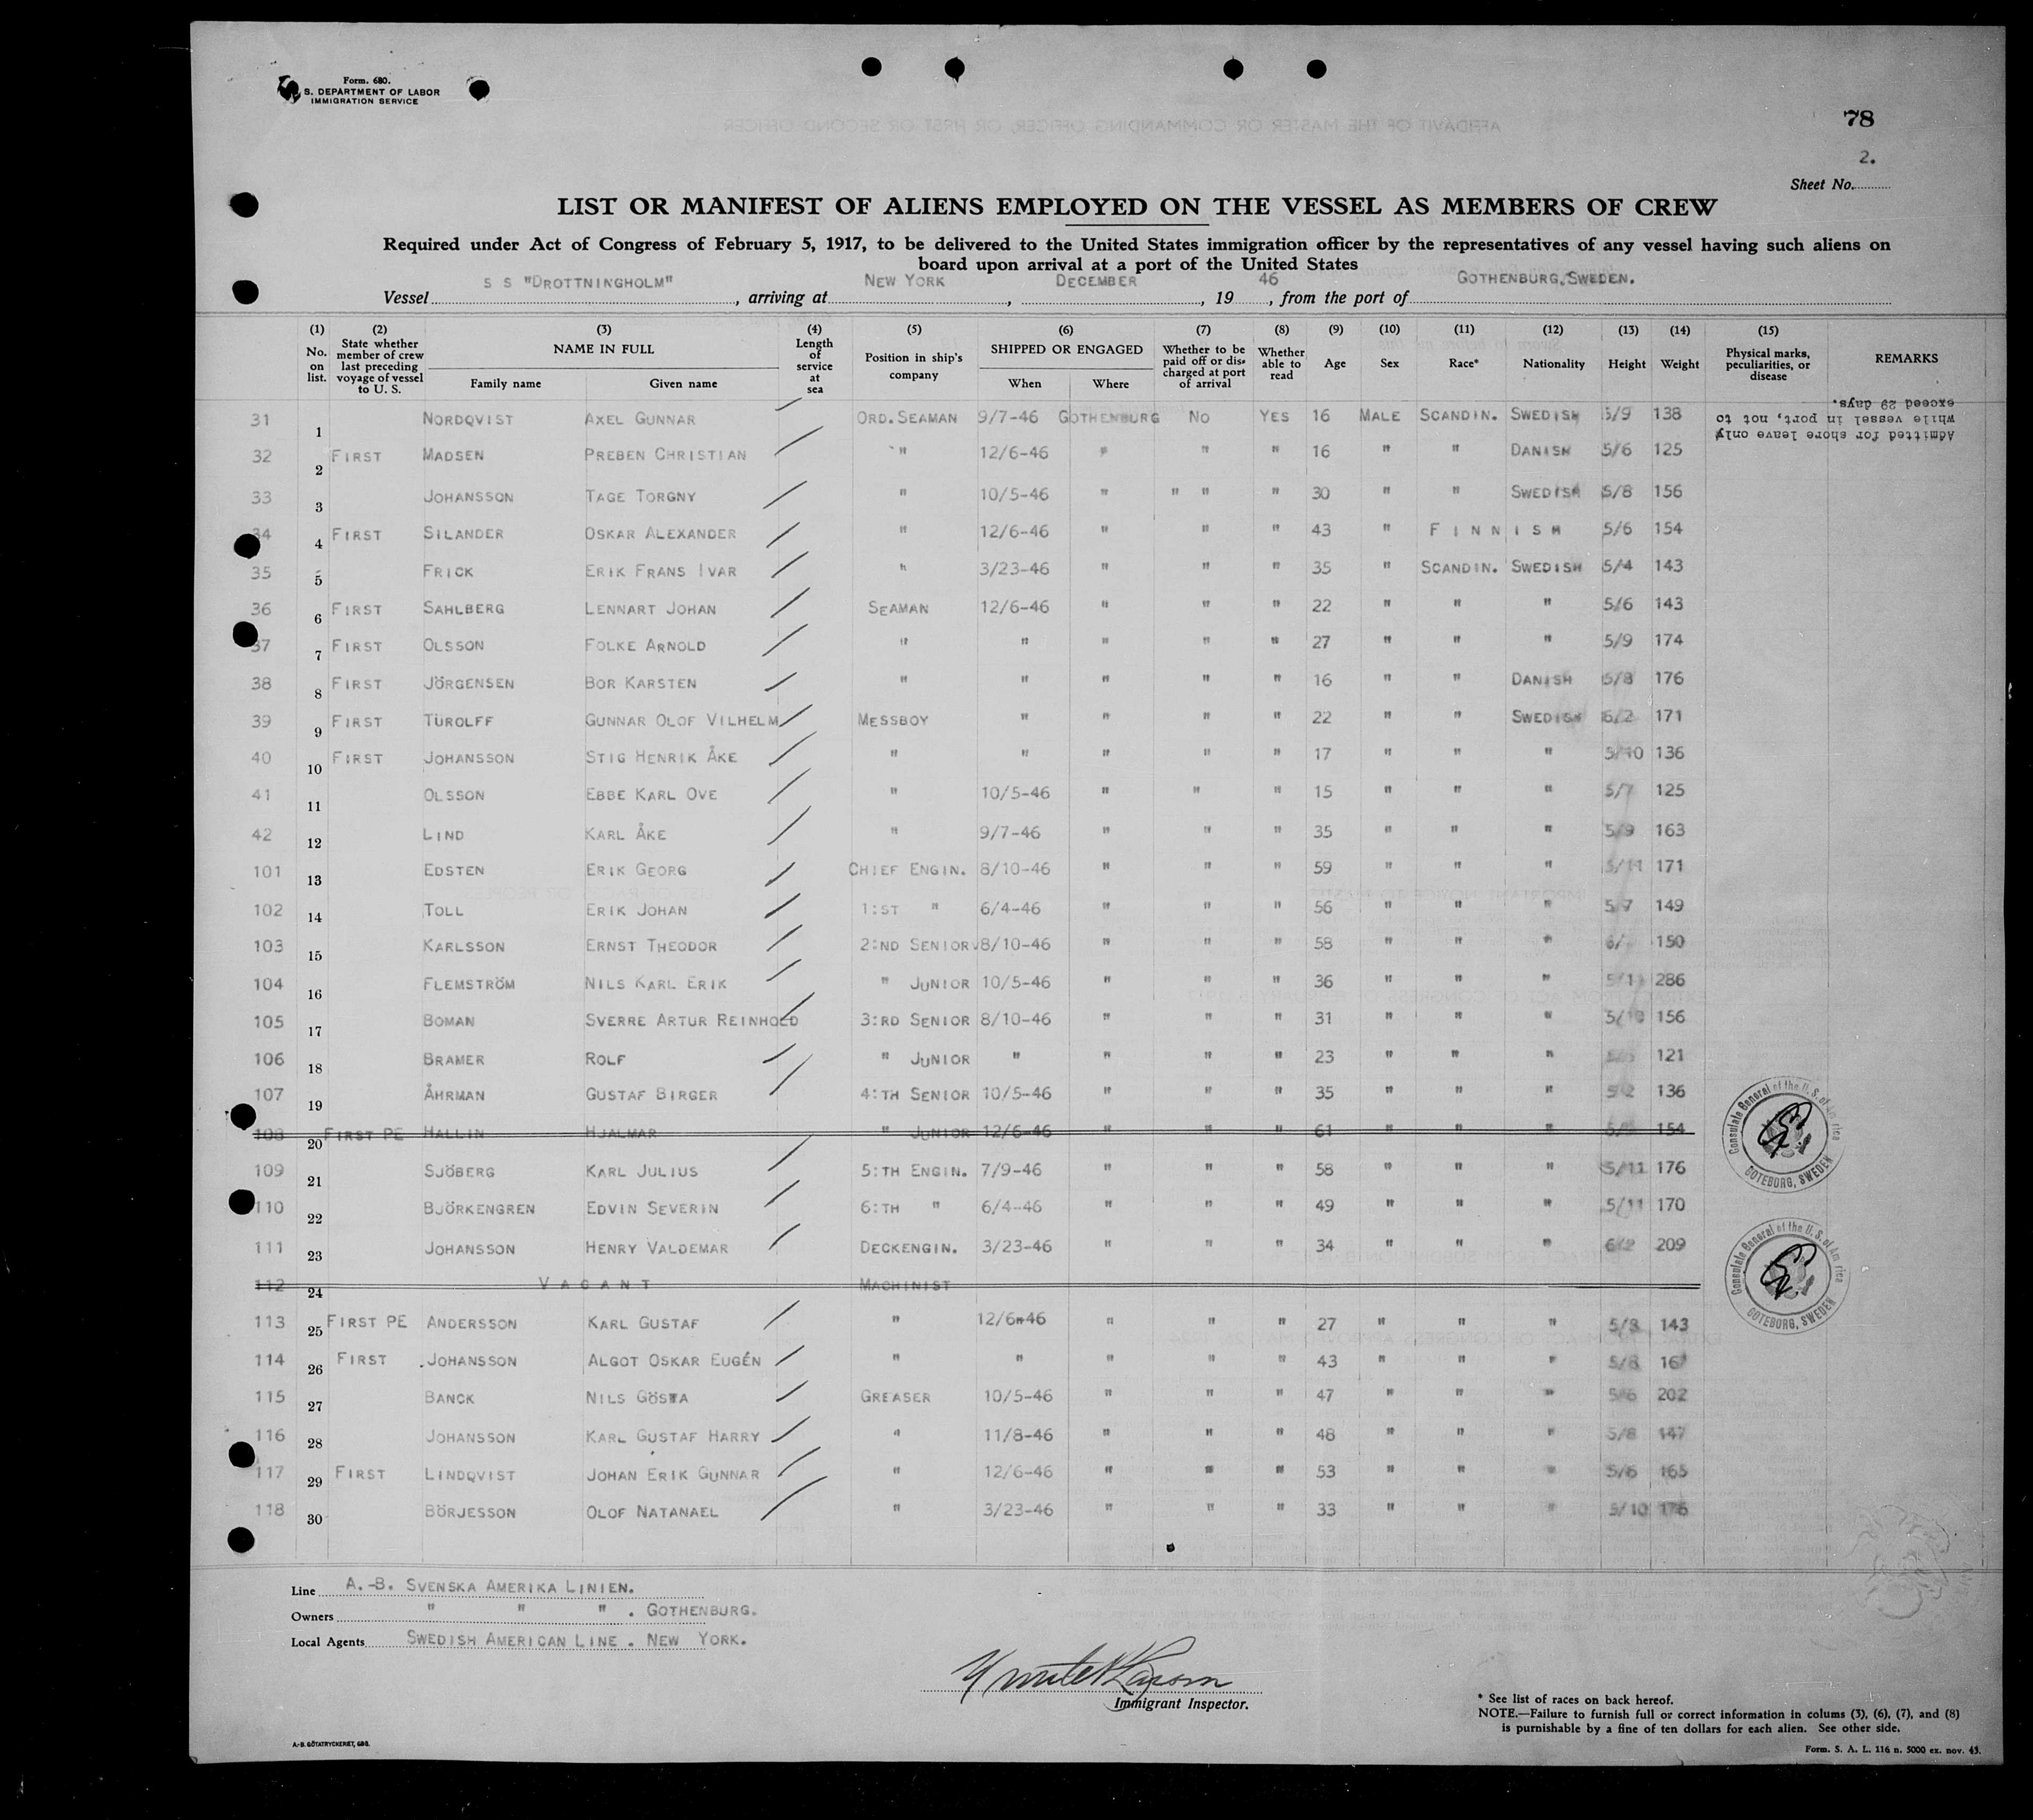 Form. 680.
S. DEPARTMENT OF LABOR
IMMIGRATION SERVICE
78
2.
Sheet No.
LIST OR MANIFEST OF ALIENS EMPLOYED ON THE VESSEL AS MEMBERS OF CREW
Required under Act of Congress of February 5, 1917, to be delivered to the United States immigration officer by the representatives of any vessel having such aliens on
board upon arrival at a port of the United States
Vessel S S "DROTTNINGHOLM", arriving at NEW YORK, DECEMBER, 1946, from the port of GOTHENBURG, SWEDEN.
(1) (2) (3) (4) (5) (6) (7) (8) (9) (10) (11) (12) (13) (14) (15)
No. on list. State whether member of crew last preceding voyage of vessel to U. S. NAME IN FULL Family name Given name Length of service at sea Position in ship's company SHIPPED OR ENGAGED When Where Whether to be paid off or discharged at port of arrival Whether able to read Age Sex Race* Nationality Height Weight Physical marks, peculiarities, or disease REMARKS
Admitted for shore leave only
while vessel in port, not to
exceed 29 days.
31 1 NORDQVIST AXEL GUNNAR ORD. SEAMAN 9/7-46 GOTHENBURG NO YES 16 MALE SCANDIN. SWEDISH 5/9 138
32 2 FIRST MADSEN PREBEN CHRISTIAN " 12/6-46 " " " 16 " " DANISH 5/6 125
33 3 JOHANSSON TAGE TORGNY " 10/5-46 " " " " 30 " " SWEDISH 5/8 156
34 4 FIRST SILANDER OSKAR ALEXANDER " 12/6-46 " " " 43 " FINNISH 5/6 154
35 5 FRICK ERIK FRANS IVAR " 3/23-46 " " " 35 " SCANDIN. SWEDISH 5/4 143
36 6 FIRST SAHLBERG LENNART JOHAN SEAMAN 12/6-46 " " " 22 " " " 5/6 143
37 7 FIRST OLSSON FOLKE ARNOLD " " " " " 27 " " " 5/9 174
38 8 FIRST JÖRGENSEN BOR KARSTEN " " " " " 16 " " DANISH 5/8 176
39 9 FIRST TUROLFF GUNNAR OLOF VILHELM MESSBOY " " " " 22 " " SWEDISH 6/2 171
40 10 FIRST JOHANSSON STIG HENRIK ÅKE " " " " " 17 " " " 5/10 136
41 11 OLSSON EBBE KARL OVE " 10/5-46 " " " 15 " " " 5/7 125
42 12 LIND KARL ÅKE " 9/7-46 " " " 35 " " " 5/9 163
101 13 EDSTEN ERIK GEORG CHIEF ENGIN. 8/10-46 " " " 59 " " " 5/11 171
102 14 TOLL ERIK JOHAN 1:ST " 6/4-46 " " " 56 " " " 5/7 149
103 15 KARLSSON ERNST THEODOR 2:ND SENIOR 8/10-46 " " " 58 " " " 150
104 16 FLEMSTRÖM NILS KARL ERIK " JUNIOR 10/5-46 " " " 36 " " " 286
105 17 BOMAN SVERRE ARTUR REINHOLD 3:RD SENIOR 8/10-46 " " " 31 " " " 5/10 156
106 18 BRAMER ROLF " JUNIOR " " " " 23 " " " 121
107 19 ÅHRMAN GUSTAF BIRGER 4:TH SENIOR 10/5-46 " " " 35 " " " 136
108 20 FIRST PE HALLIN HJALMAR " JUNIOR 12/6-46 " " " 61 " " " 154
109 21 SJÖBERG KARL JULIUS 5:TH ENGIN. 7/9-46 " " " 58 " " " 5/11 176
110 22 BJÖRKENGREN EDVIN SEVERIN 6:TH " 6/4-46 " " " 49 " " " 5/11 170
111 23 JOHANSSON HENRY VALDEMAR DECKENGIN. 3/23-46 " " " 34 " " " 6/2 209
112 24 VACANT MACHINIST
113 25 FIRST PE ANDERSSON KARL GUSTAF " 12/6-46 " " " 27 " " " 5/8 143
114 26 FIRST JOHANSSON ALGOT OSKAR EUGÉN " " " " " 43 " " " 5/8
115 27 BANCK NILS GÖSTA GREASER 10/5-46 " " " 47 " " " 5/6 202
116 28 JOHANSSON KARL GUSTAF HARRY " 11/8-46 " " " 48 " " " 5/8 147
117 29 FIRST LINDQVIST JOHAN ERIK GUNNAR " 12/6-46 " " " 53 " " " 5/6 165
118 30 BÖRJESSON OLOF NATANAEL " 3/23-46 " " " 33 " " " 5/10 176
Consulate General of the U. S. of America
GOTEBORG, SWEDEN
Consulate General of the U. S. of America
GOTEBORG, SWEDEN
Line A.-B. SVENSKA AMERIKA LINIEN.
Owners " " " . GOTHENBURG.
Local Agents SWEDISH AMERICAN LINE. NEW YORK.
Immigrant Inspector.
* See list of races on back hereof.
NOTE.—Failure to furnish full or correct information in colums (3), (6), (7), and (8)
is punishable by a fine of ten dollars for each alien. See other side.
A.-B. GÖTATRYCKERIET, GBG.
Form. S. A. L. 116 n. 5000 ex. nov. 45.